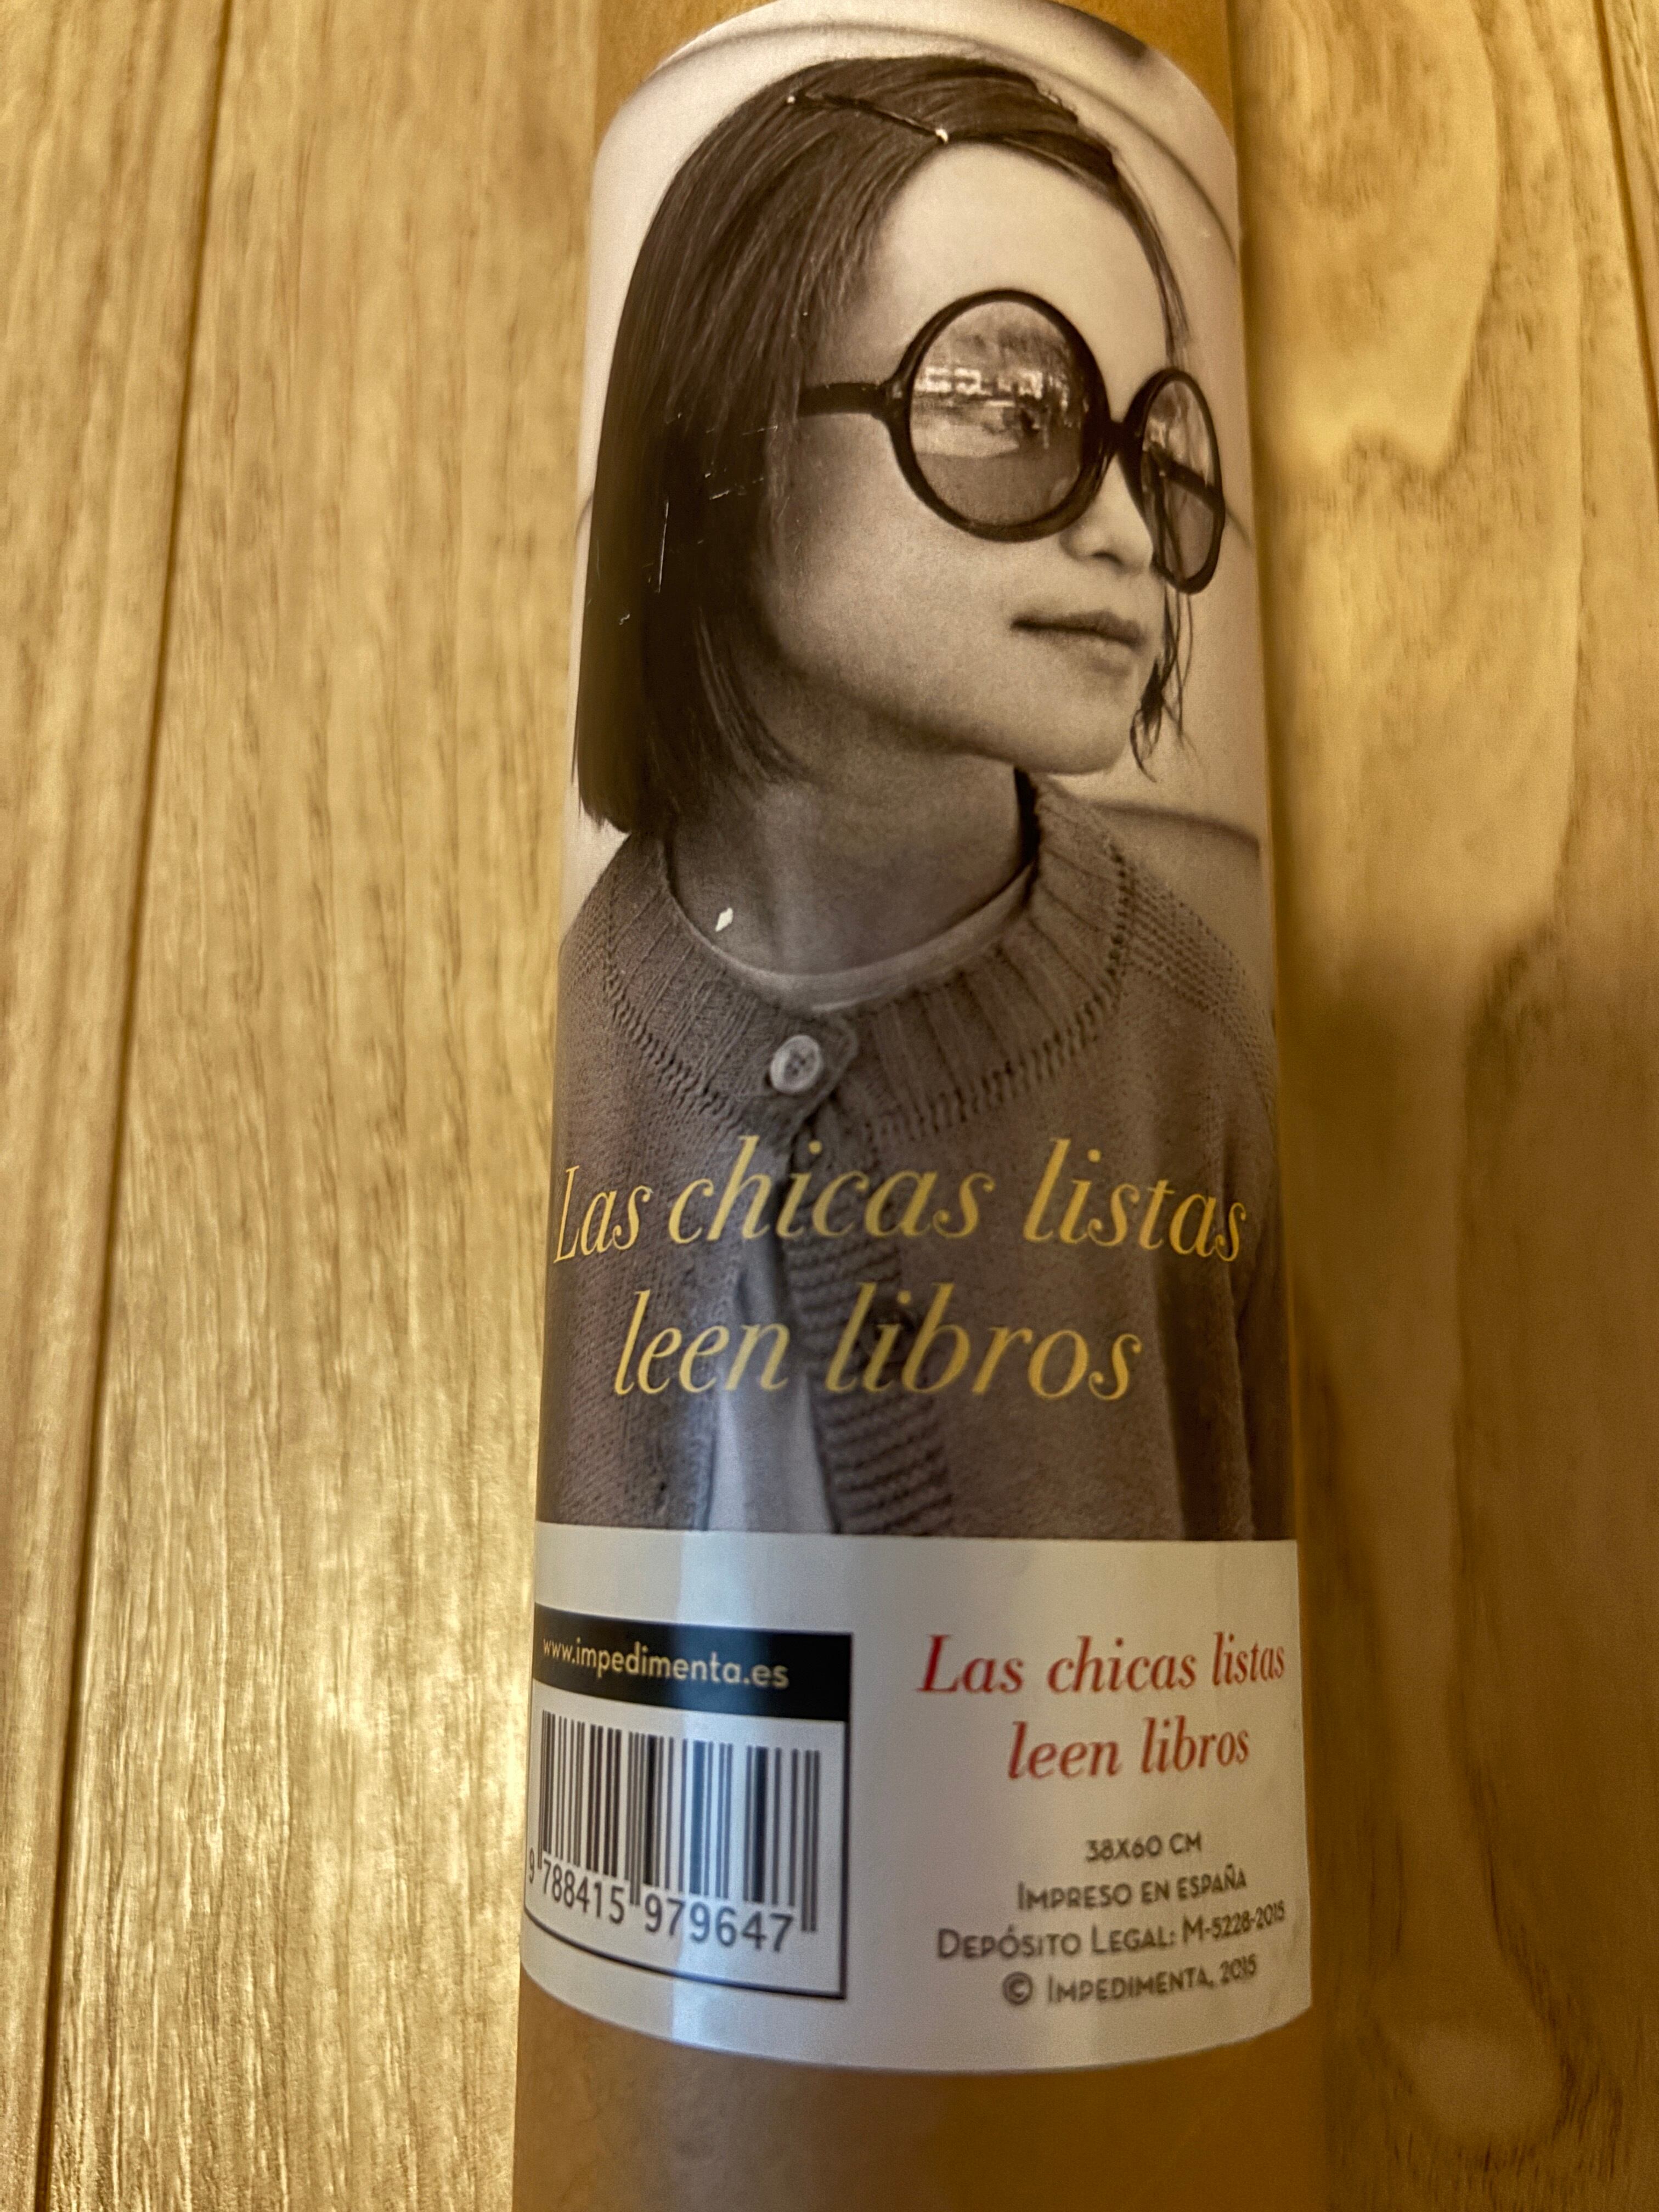 Las chicas listas
leen libros
www.impedimenta.es
9 788415 979647
Las chicas listas
leen libros
38X60 CM
IMPRESO EN ESPAÑA
DEPÓSITO LEGAL: M-5228-2015
© IMPEDIMENTA, 2015